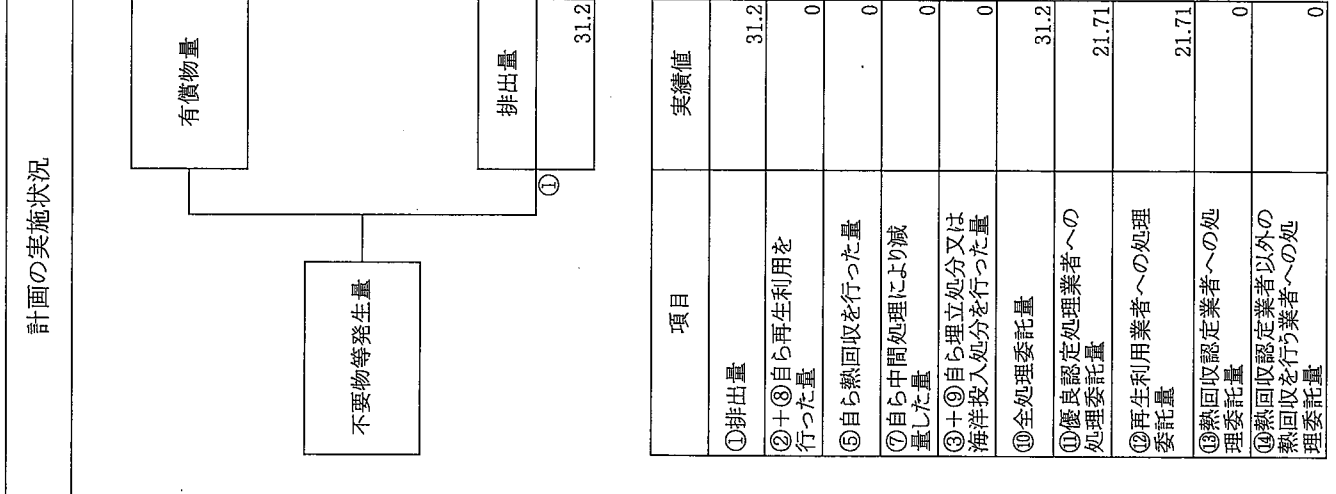 計画の実施状況
有償物量
不要物等発生量
排出量
①
31.2
項目
実績値
①排出量
31.2
②+⑧自ら再生利用を
行った量
0
⑤自ら熱回収を行った量
0
⑦自ら中間処理により減
量した量
0
③+⑨自ら埋立処分又は
海洋投入処分を行った量
0
⑩全処理委託量
31.2
⑪優良認定処理業者への
処理委託量
21.71
⑫再生利用業者への処理
委託量
21.71
⑬熱回収認定業者への処
理委託量
0
⑭熱回収認定業者以外の
熱回収を行う業者への処
理委託量
0